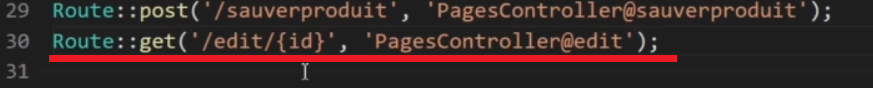 29 Route::post('/sauverproduit', 'PagesController@sauverproduit');
30 Route::get('/edit/{id}', 'PagesController@edit');
31